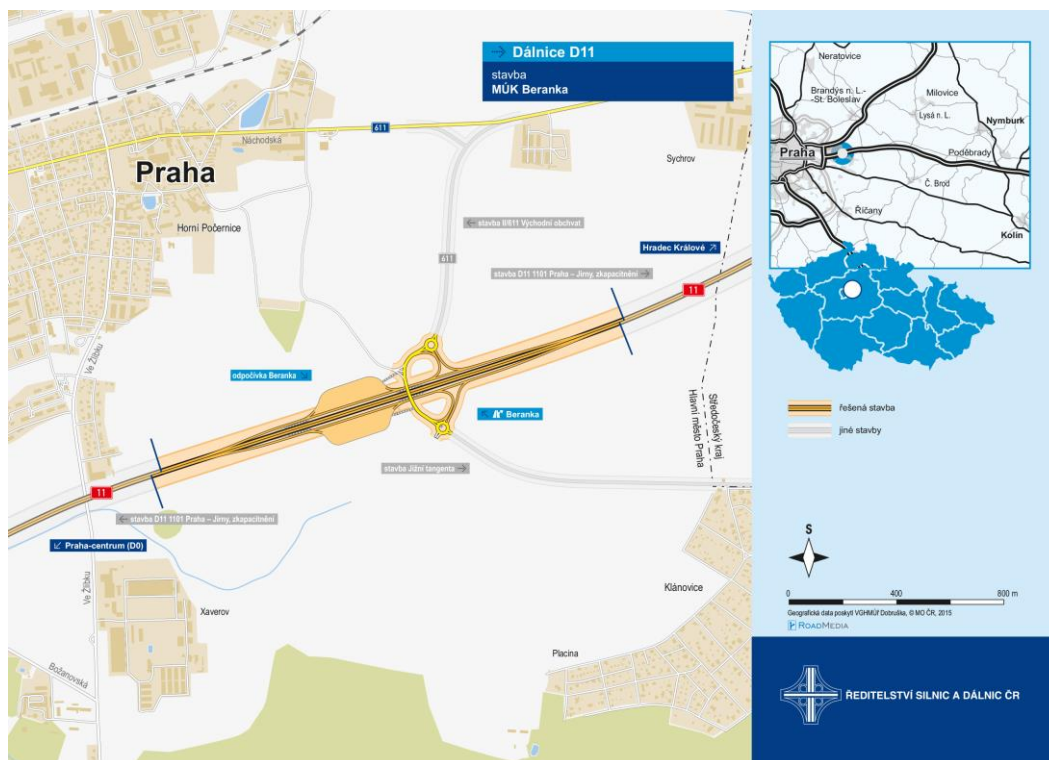 → Dálnice D11
stavba
MÚK Beranka
611
Náchodská
Praha
Sychrov
Horní Počernice
← stavba II/611 Východní obchvat
Hradec Králové ↗
611
stavba D11 1101 Praha – Jirny, zkapacitnění →
11
Ve Žlíbku
odpočívka Beranka ↘
↖ Beranka
Středočeský kraj
Hlavní město Praha
stavba Jižní tangenta →
11
← stavba D11 1101 Praha – Jirny, zkapacitnění
↙ Praha-centrum (D0)
Ve Žlíbku
Xaverov
Klánovice
Placina
Božanovská
Neratovice
Brandýs n. L.-
-St. Boleslav
Milovice
Lysá n. L.
Nymburk
Praha
Poděbrady
Č. Brod
Říčany
Kolín
řešená stavba
jiné stavby
S
0 400 800 m
Geografická data poskytl VGHMÚř Dobruška, © MO ČR, 2015
ROADMEDIA
ŘEDITELSTVÍ SILNIC A DÁLNIC ČR